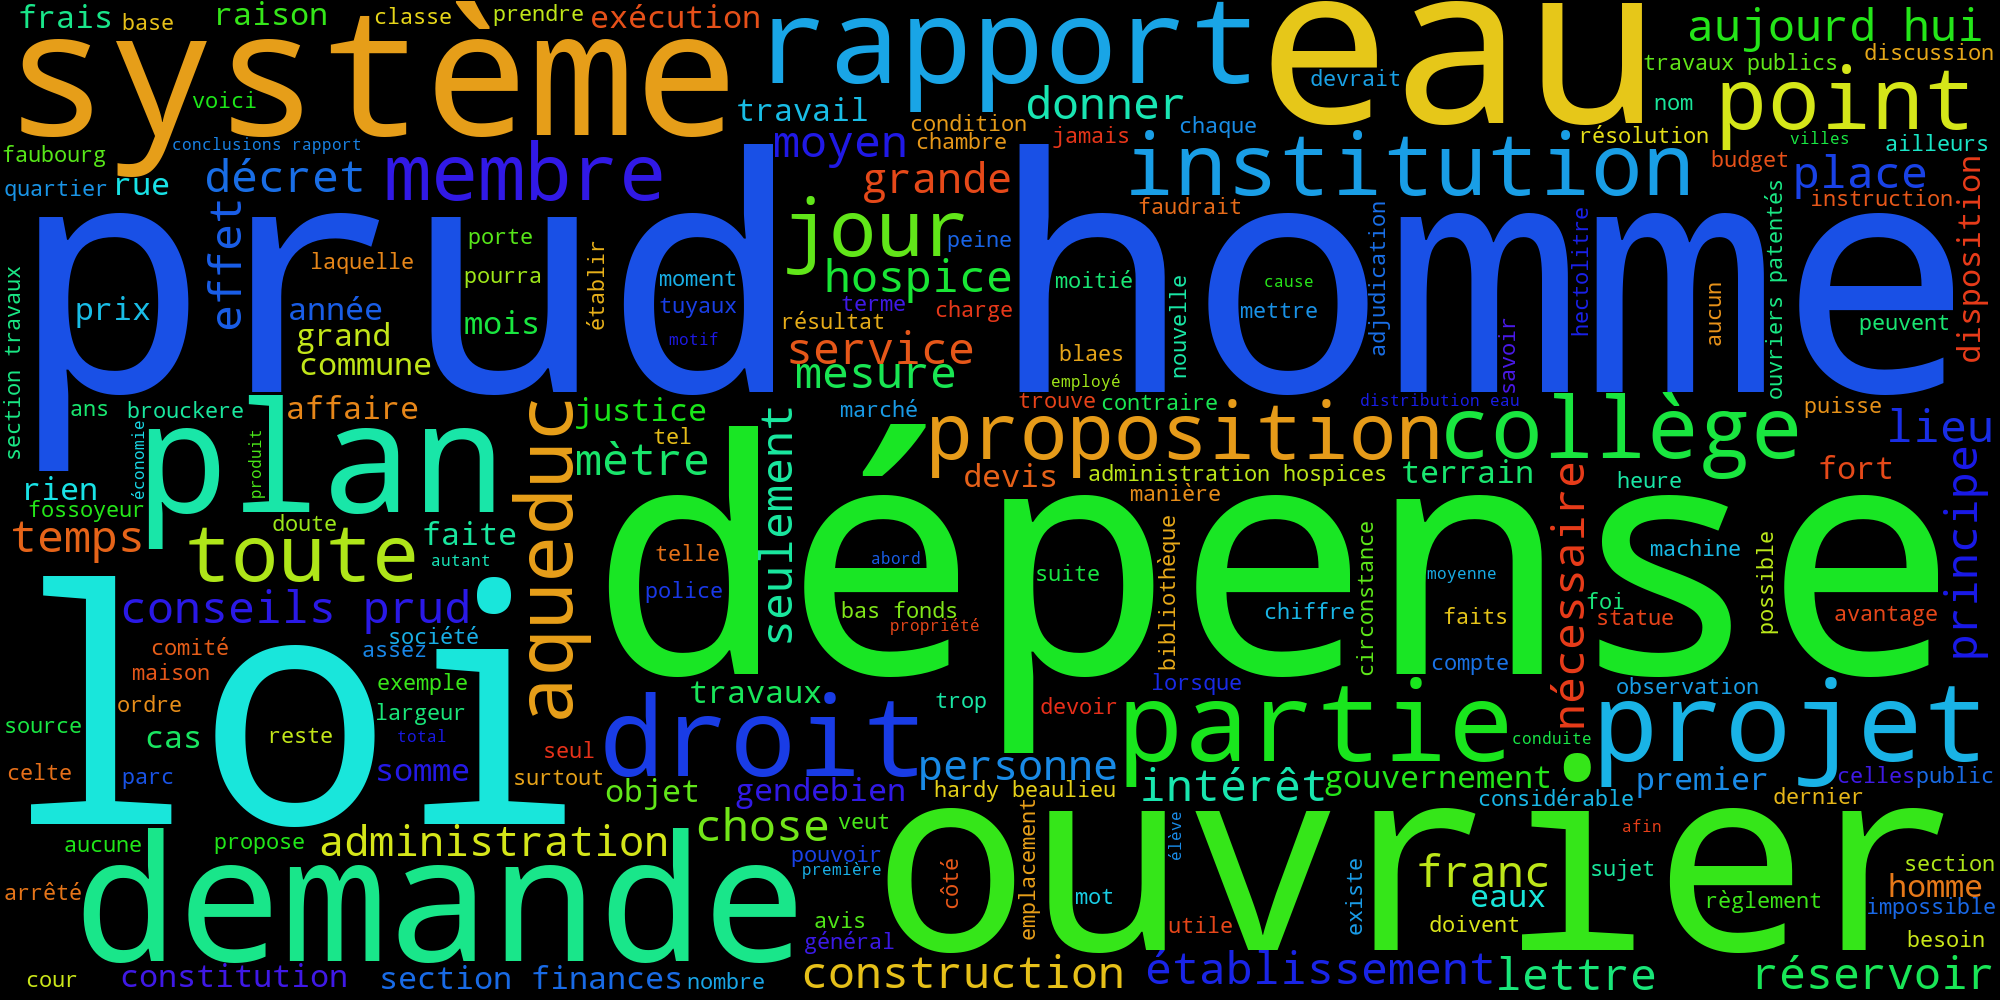 frais
base
raison
classe
prendre
exécution
système
rapport
eau
aujourd hui
discussion
devrait
travaux publics
voici
travail
donner
nom
point
conclusions rapport
faubourg
quartier
rue
décret
membre
moyen
condition
chambre
jamais
chaque
institution
résolution
villes
ailleurs
budget
place
instruction
grande
faudrait
disposition
prud homme
effet
laquelle
porte
pourra
établir
moment
tuyaux
motif
jour
peine
hospice
terme
charge
moitié
nouvelle
cause
mettre
adjudication
hectolitre
aucun
ouvriers patentés
peuvent
section travaux
prix
année
grand
commune
mois
résultat
service
mesure
blaes
employé
savoir
ans
brouckere
affaire
justice
marché
trouve
contraire
distribution eau
puisse
lieu
économie
produit
plan
aqueduc
tel
mètre
seulement
proposition
collège
devis
administration hospices
terrain
manière
heure
fort
rien
fossoyeur
doute
temps
toute
faite
autant
dépense
telle
police
abord
bas fonds
propriété
suite
bibliothèque
chiffre
circonstance
moyenne
faits
compte
nécessaire
machine
foi
statue
possible
avantage
principe
conseils prud
loi
comité
société
assez
maison
exemple
ordre
largeur
source
cas
reste
total
celte
parc
somme
seul
surtout
travaux
droit
trop
devoir
lorsque
partie
observation
projet
conduite
personne
objet
gendebien
hardy beaulieu
intérêt
gouvernement
premier
celles
public
considérable
dernier
aucune
propose
administration
chose
veut
élève
afin
demande
pouvoir
première
ouvrier
côté
emplacement
mot
existe
franc
eaux
sujet
section
homme
règlement
impossible
arrêté
avis
général
utile
doivent
besoin
cour
constitution
section finances
nombre
construction
établissement
lettre
réservoir